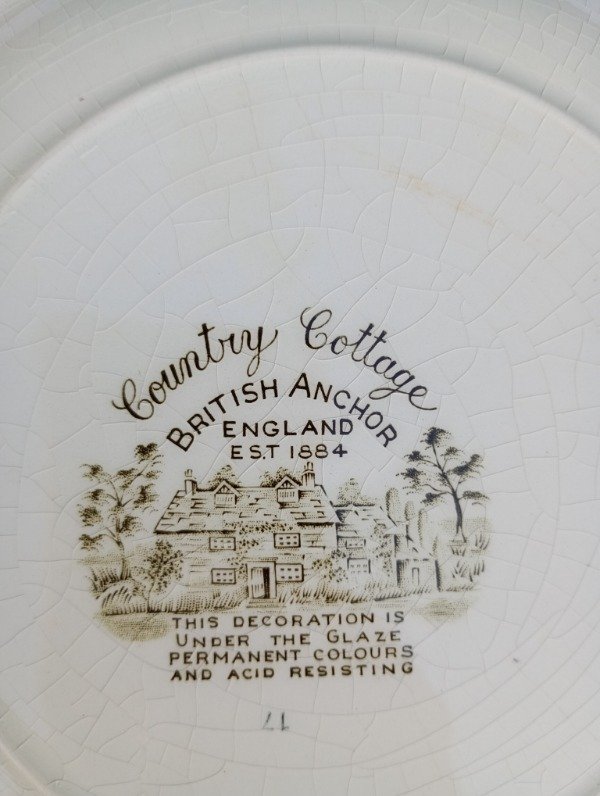 Country Cottage
BRITISH ANCHOR
ENGLAND
EST 1884
THIS DECORATION IS
UNDER THE GLAZE
PERMANENT COLOURS
AND ACID RESISTING